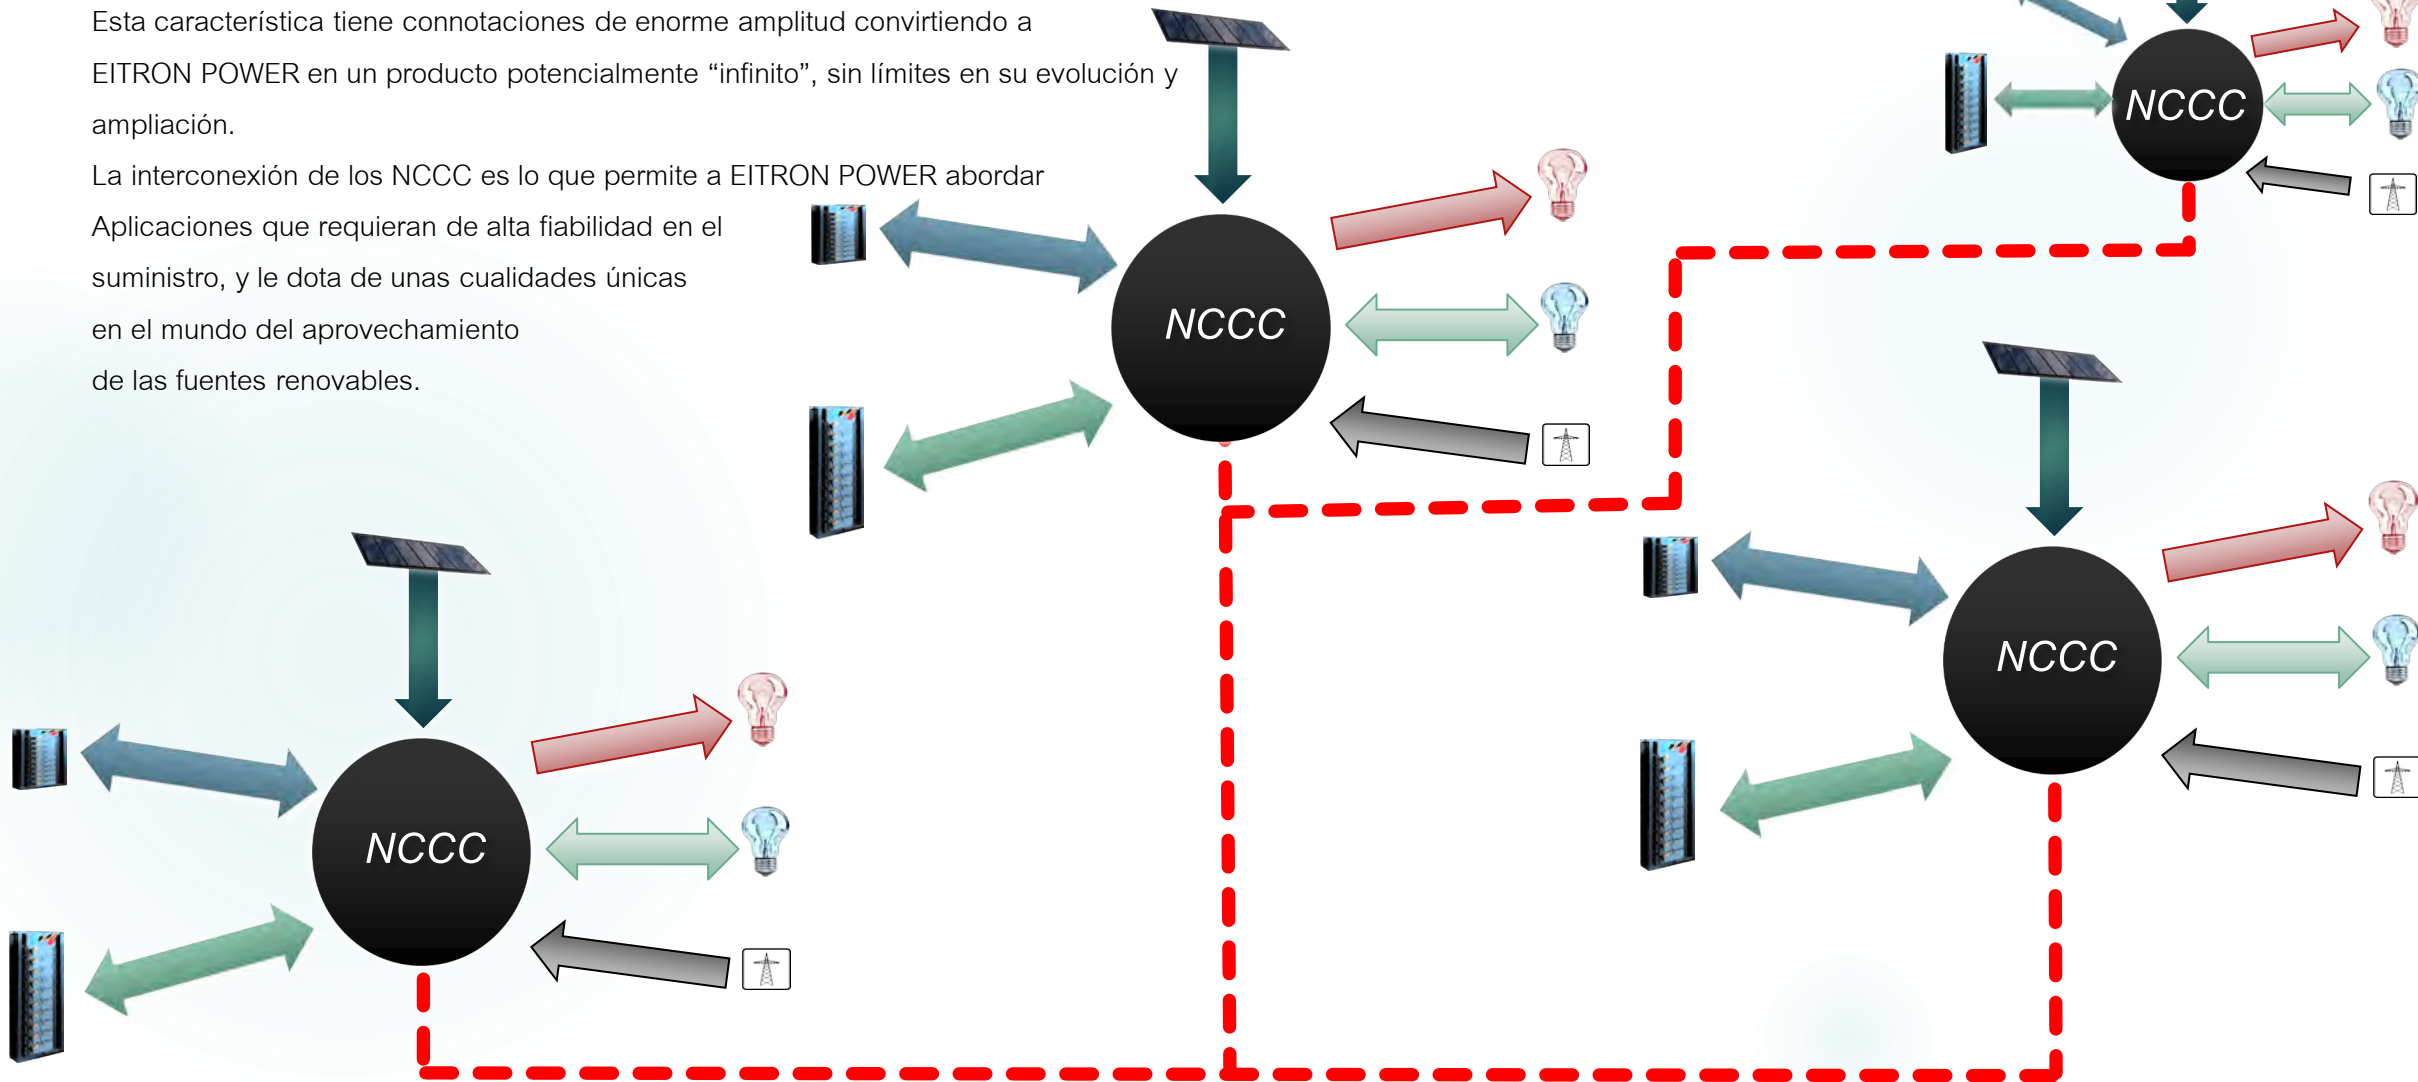 Esta característica tiene connotaciones de enorme amplitud convirtiendo a
EITRON POWER en un producto potencialmente “infinito”, sin límites en su evolución y
ampliación.
La interconexión de los NCCC es lo que permite a EITRON POWER abordar
Aplicaciones que requieran de alta fiabilidad en el
suministro, y le dota de unas cualidades únicas
en el mundo del aprovechamiento
de las fuentes renovables.
NCCC
NCCC
NCCC
NCCC